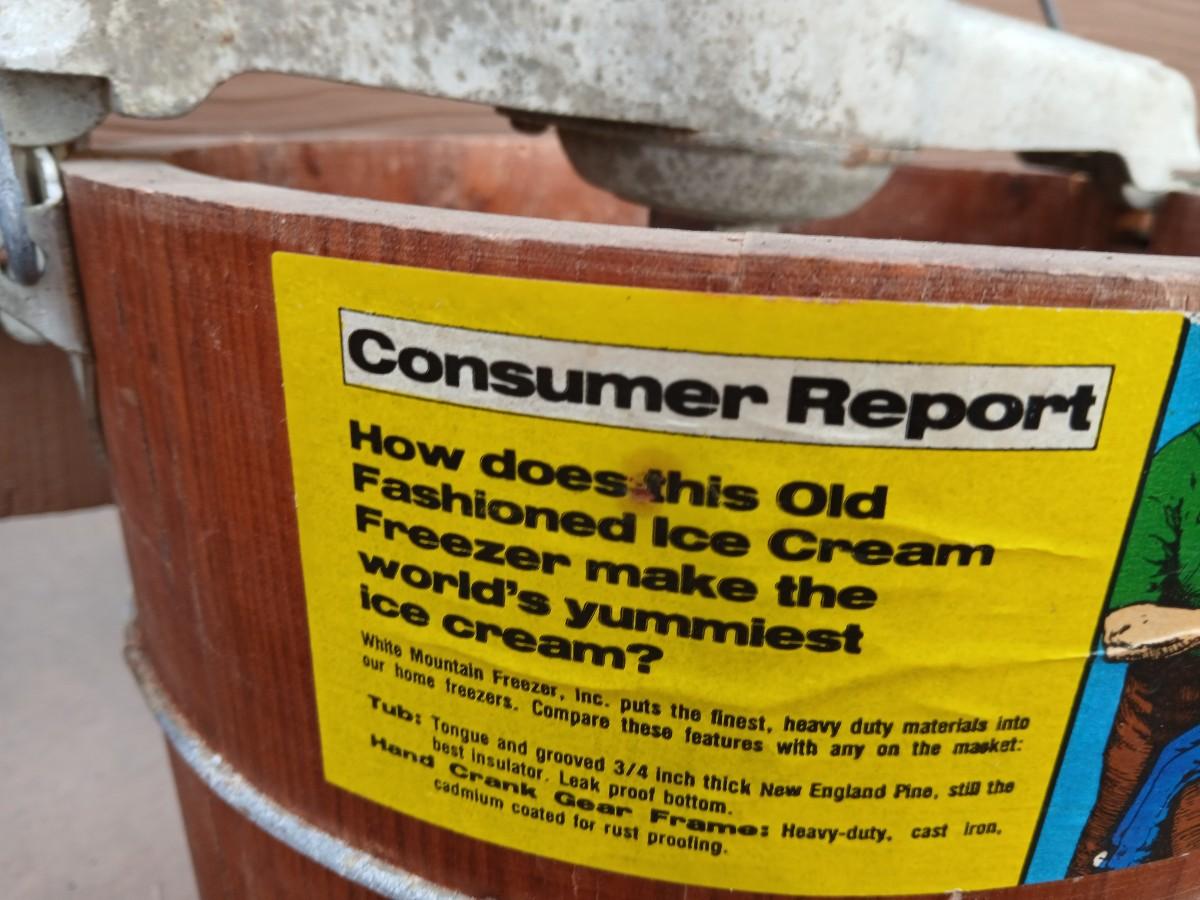 Consumer Report
How does this Old
Fashioned Ice Cream
Freezer make the
world's yummiest
ice cream?
White Mountain Freezer, Inc. puts the finest, heavy duty materials into
our home freezers. Compare these features with any on the market:
Tub: Tongue and grooved 3/4 inch thick New England Pine, still the
best insulator. Leak proof bottom.
Hand Crank Gear Frame: Heavy-duty, cast iron,
cadmium coated for rust proofing.